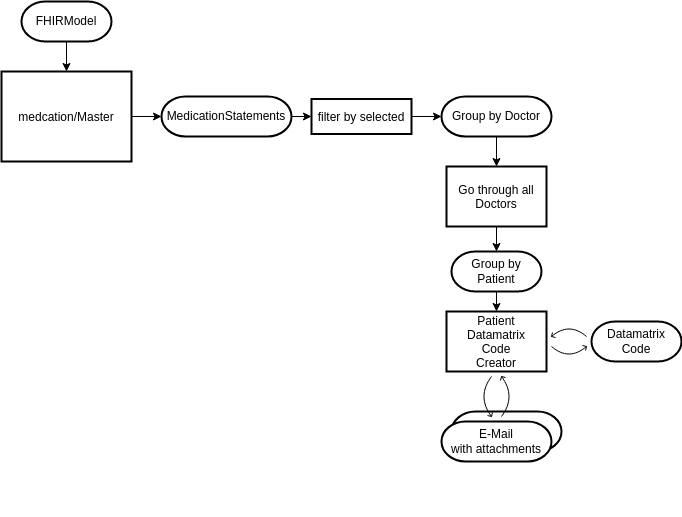 FHIRModel
medcation/Master
MedicationStatements
filter by selected
Group by Doctor
Go through all
Doctors
Group by
Patient
Patient
Datamatrix
Code
Creator
Datamatrix
Code
E-Mail
with attachments